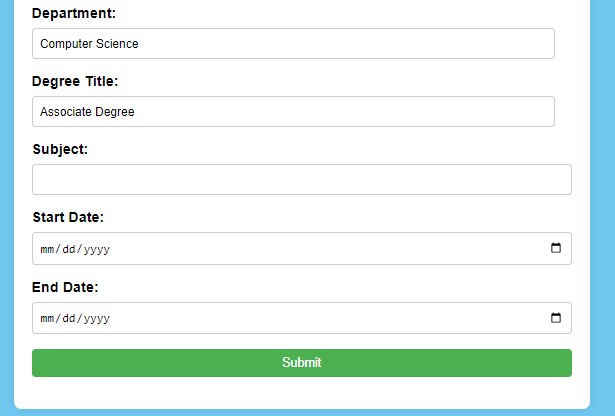 Department:
Computer Science
Degree Title:
Associate Degree
Subject:
Start Date:
mm/dd/yyyy
End Date:
mm/dd/yyyy
Submit